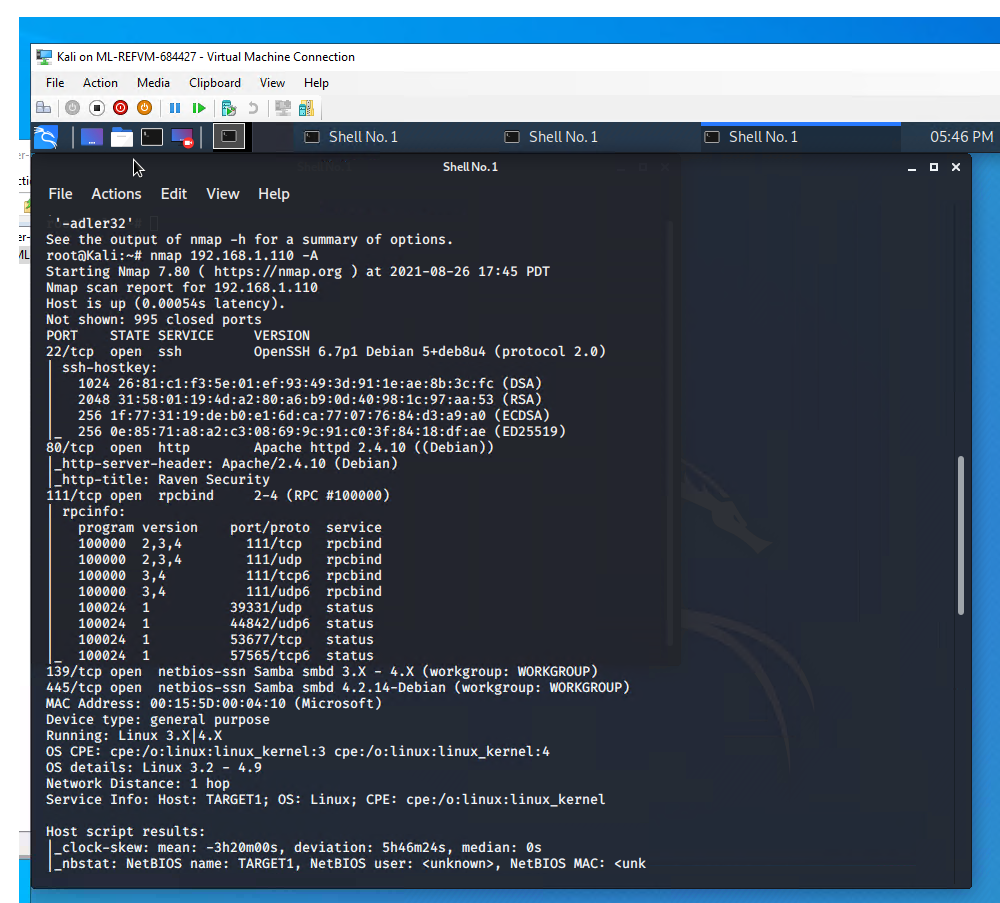 Kali on ML-REFVM-684427 - Virtual Machine Connection
File Action Media Clipboard View Help
Shell No. 1 Shell No. 1 Shell No. 1 05:46 PM
Shell No. 1
File Actions Edit View Help
'-adler32'
See the output of nmap -h for a summary of options.
root@Kali:~# nmap 192.168.1.110 -A
Starting Nmap 7.80 ( https://nmap.org ) at 2021-08-26 17:45 PDT
Nmap scan report for 192.168.1.110
Host is up (0.00054s latency).
Not shown: 995 closed ports
PORT    STATE SERVICE     VERSION
22/tcp  open  ssh         OpenSSH 6.7p1 Debian 5+deb8u4 (protocol 2.0)
| ssh-hostkey:
|   1024 26:81:c1:f3:5e:01:ef:93:49:3d:91:1e:ae:8b:3c:fc (DSA)
|   2048 31:58:01:19:4d:a2:80:a6:b9:0d:40:98:1c:97:aa:53 (RSA)
|   256 1f:77:31:19:de:b0:e1:6d:ca:77:07:76:84:d3:a9:a0 (ECDSA)
|_  256 0e:85:71:a8:a2:c3:08:69:9c:91:c0:3f:84:18:df:ae (ED25519)
80/tcp  open  http        Apache httpd 2.4.10 ((Debian))
|_http-server-header: Apache/2.4.10 (Debian)
|_http-title: Raven Security
111/tcp open  rpcbind     2-4 (RPC #100000)
| rpcinfo:
|   program version    port/proto  service
|   100000  2,3,4        111/tcp   rpcbind
|   100000  2,3,4        111/udp   rpcbind
|   100000  3,4          111/tcp6  rpcbind
|   100000  3,4          111/udp6  rpcbind
|   100024  1          39331/udp   status
|   100024  1          44842/udp6  status
|   100024  1          53677/tcp   status
|_  100024  1          57565/tcp6  status
139/tcp open  netbios-ssn Samba smbd 3.X - 4.X (workgroup: WORKGROUP)
445/tcp open  netbios-ssn Samba smbd 4.2.14-Debian (workgroup: WORKGROUP)
MAC Address: 00:15:5D:00:04:10 (Microsoft)
Device type: general purpose
Running: Linux 3.X|4.X
OS CPE: cpe:/o:linux:linux_kernel:3 cpe:/o:linux:linux_kernel:4
OS details: Linux 3.2 - 4.9
Network Distance: 1 hop
Service Info: Host: TARGET1; OS: Linux; CPE: cpe:/o:linux:linux_kernel
Host script results:
|_clock-skew: mean: -3h20m00s, deviation: 5h46m24s, median: 0s
|_nbstat: NetBIOS name: TARGET1, NetBIOS user: <unknown>, NetBIOS MAC: <unk